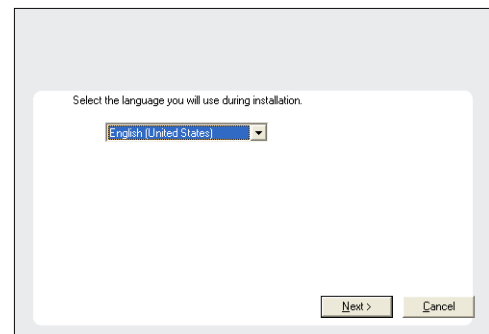 Select the language you will use during installation.
English (United States)
Next >
Cancel